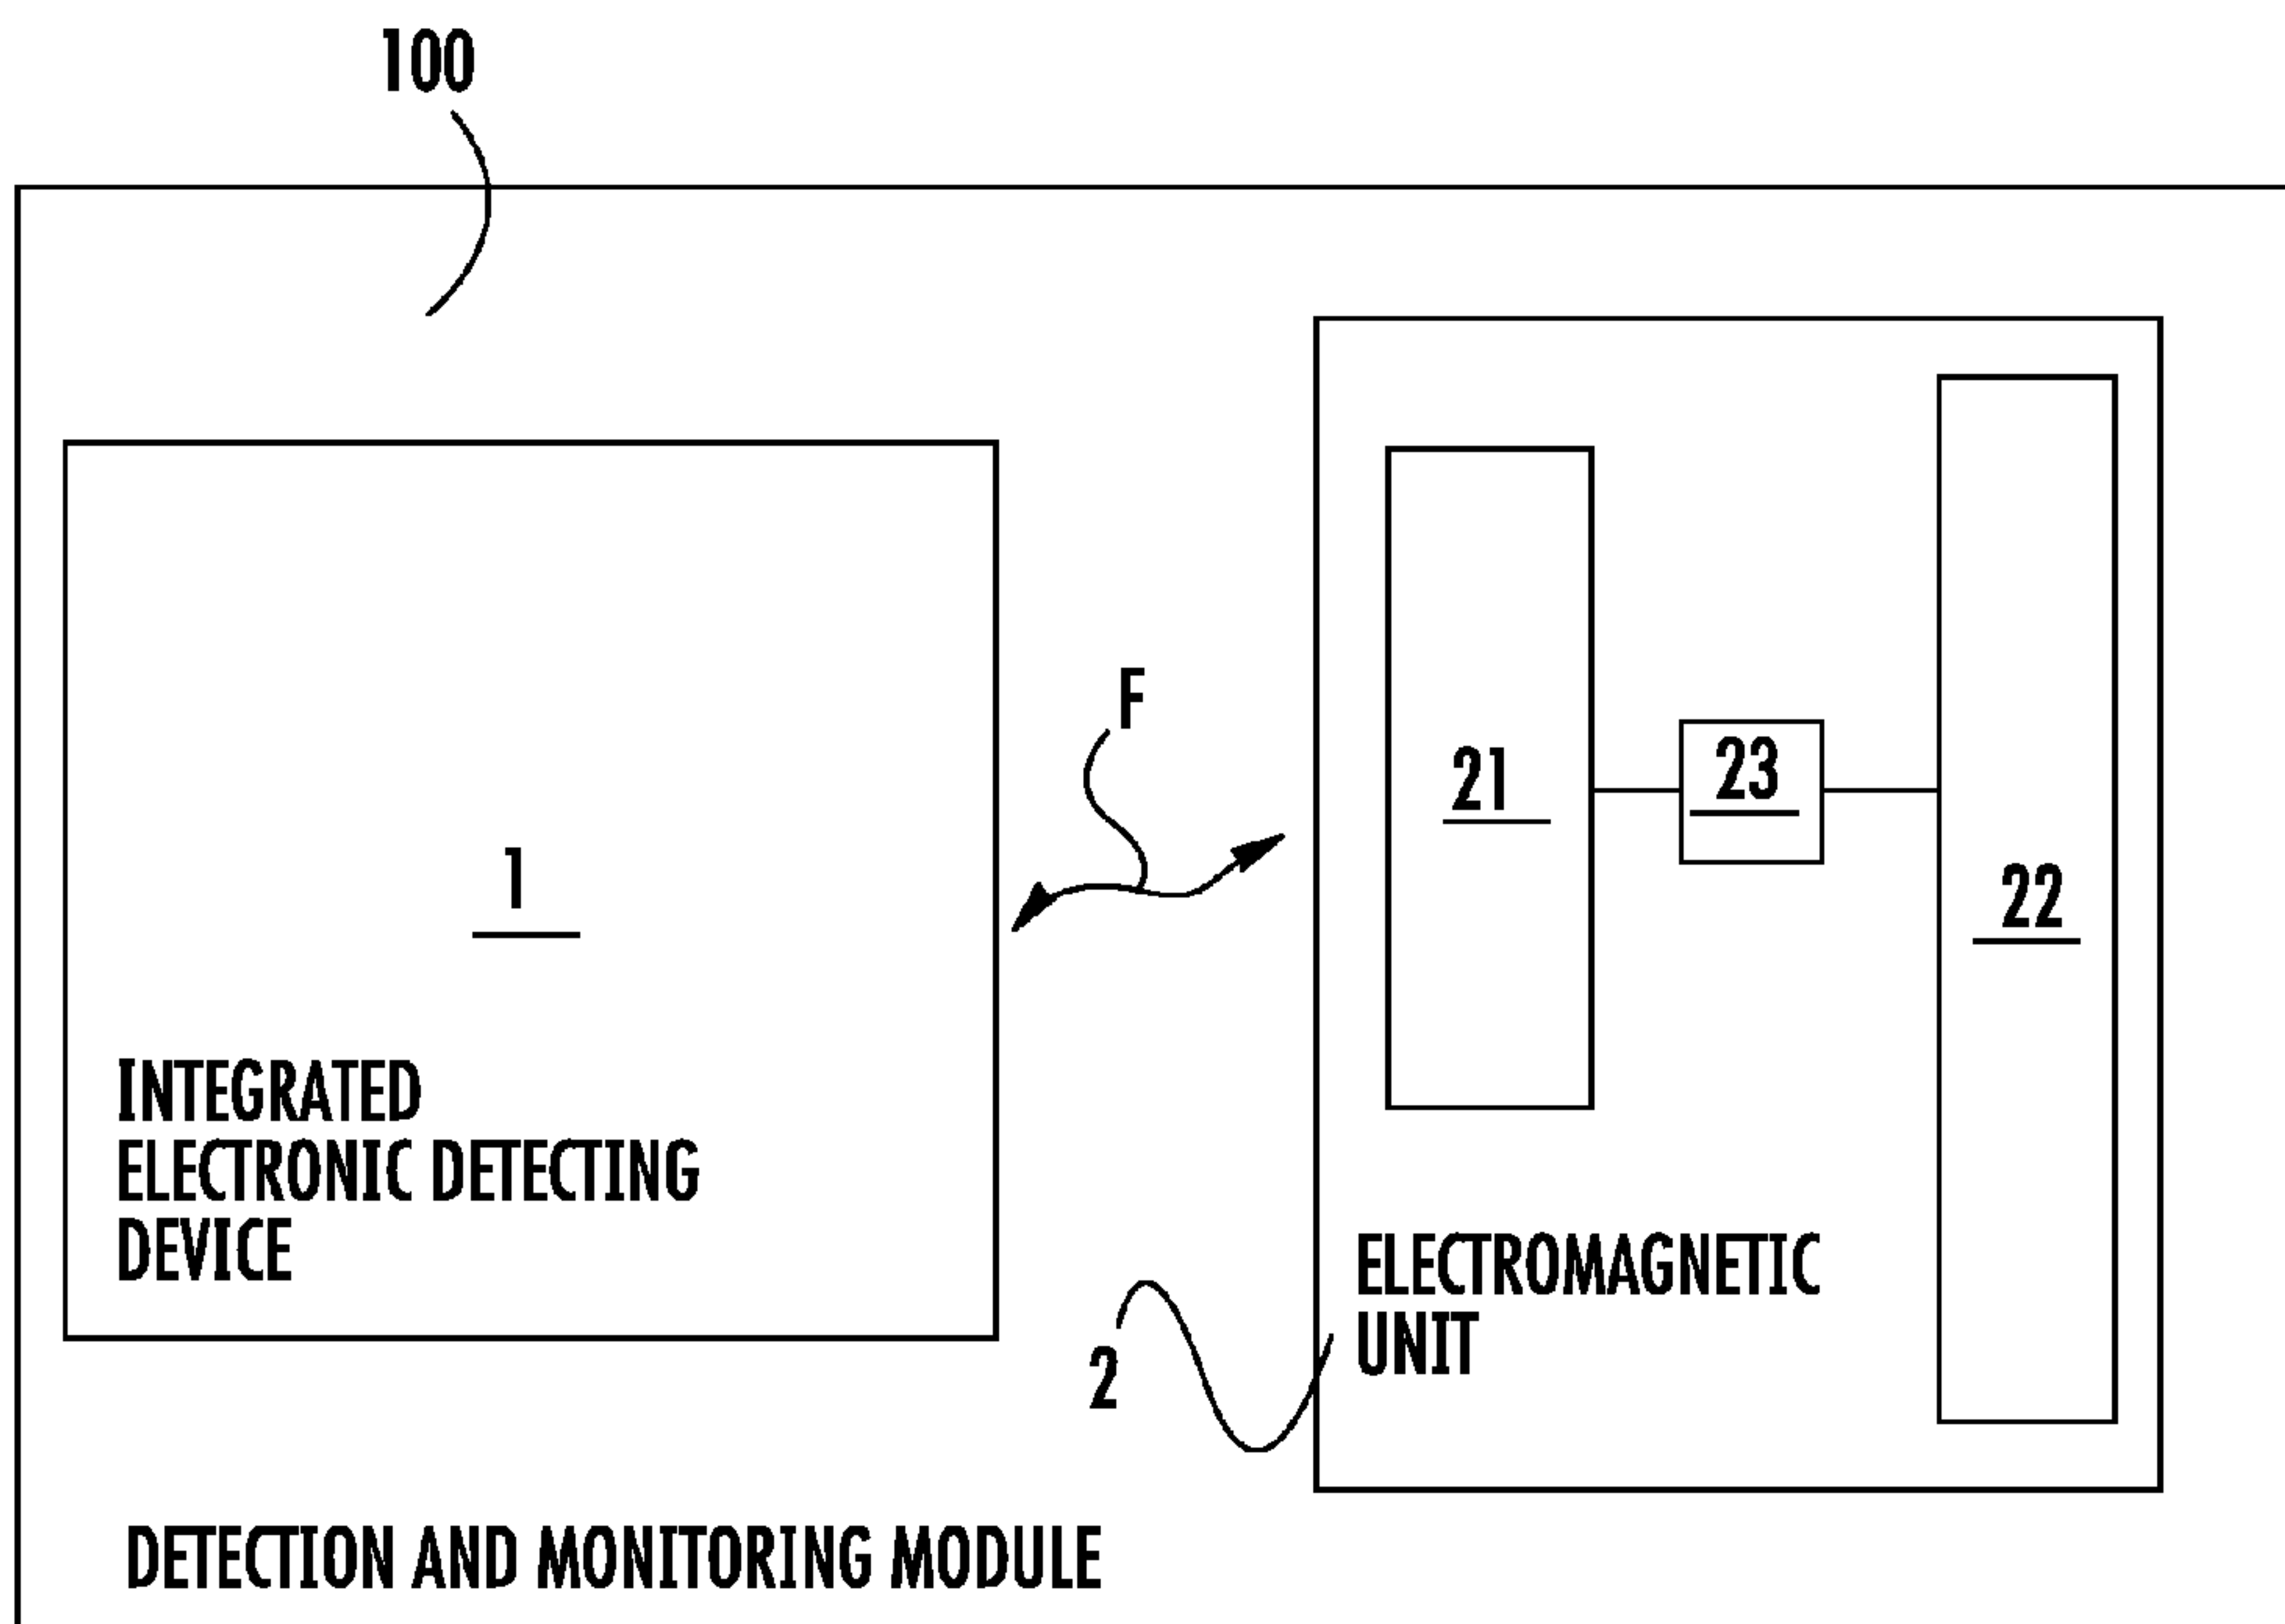 100
F
21
23
22
1
INTEGRATED
ELECTRONIC DETECTING
DEVICE
ELECTROMAGNETIC
UNIT
2
DETECTION AND MONITORING MODULE